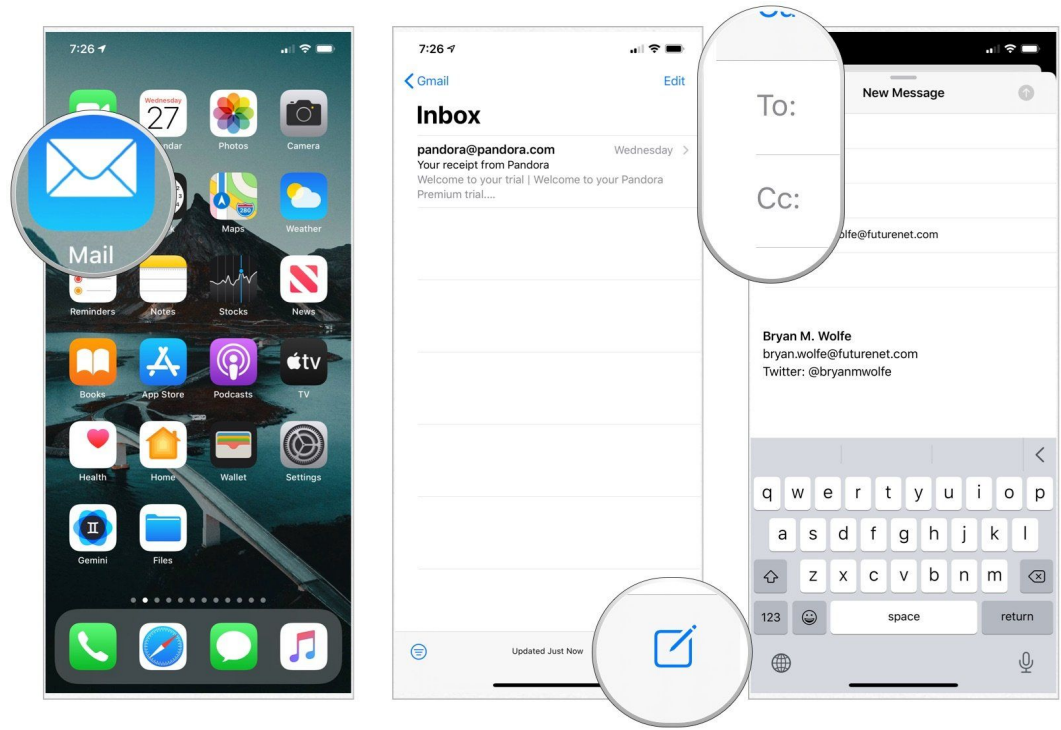 7:26
Wednesday
27
Photos
Camera
Mail
Maps
Weather
280
Reminders
Notes
Stocks
News
Books
App Store
Podcasts
TV
tv
Health
Home
Wallet
Settings
Gemini
Files
7:26
Gmail
Edit
Inbox
pandora@pandora.com
Wednesday
Your receipt from Pandora
Welcome to your trial | Welcome to your Pandora
Premium trial....
Updated Just Now
To:
Cc:
New Message
olfe@futurenet.com
Bryan M. Wolfe
bryan.wolfe@futurenet.com
Twitter: @bryanmwolfe
q w e r t y u i o p
a s d f g h j k l
z x c v b n m
123
space
return